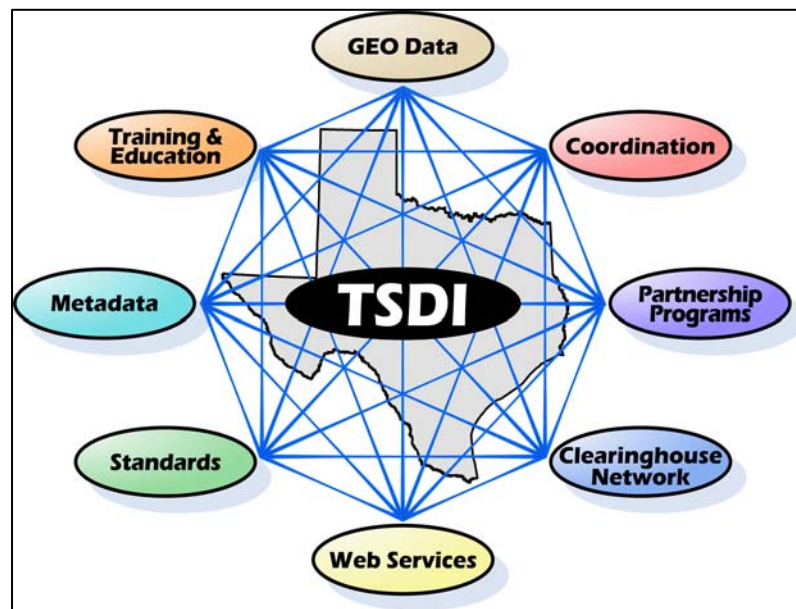 GEO Data
Training &
Education
Coordination
Metadata
TSDI
Partnership
Programs
Standards
Clearinghouse
Network
Web Services